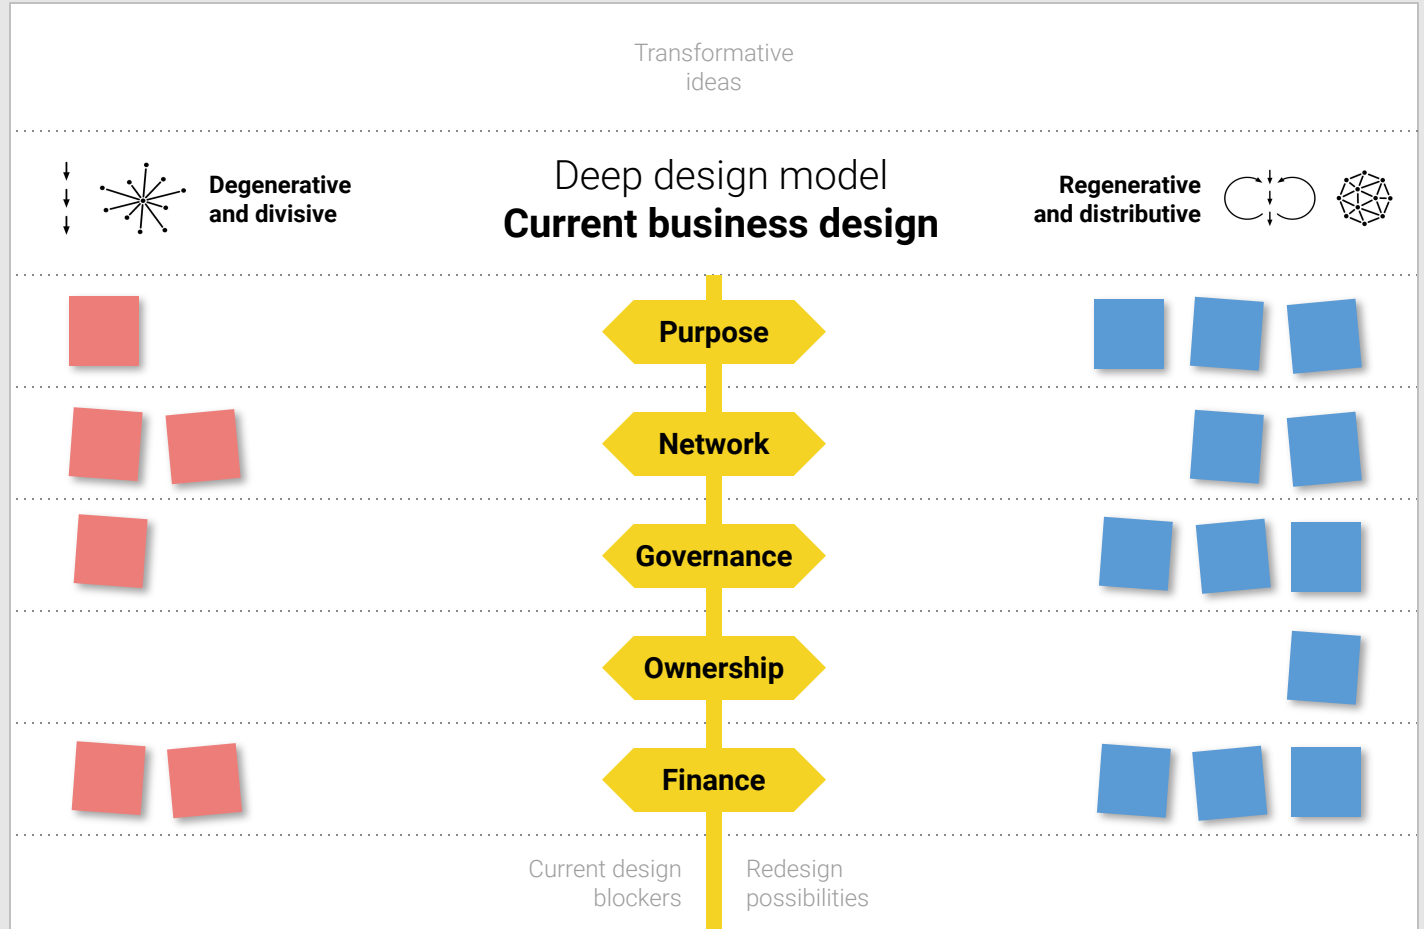 Transformative
ideas
Degenerative
and divisive
Deep design model
Current business design
Regenerative
and distributive
Purpose
Network
Governance
Ownership
Finance
Current design
blockers
Redesign
possibilities